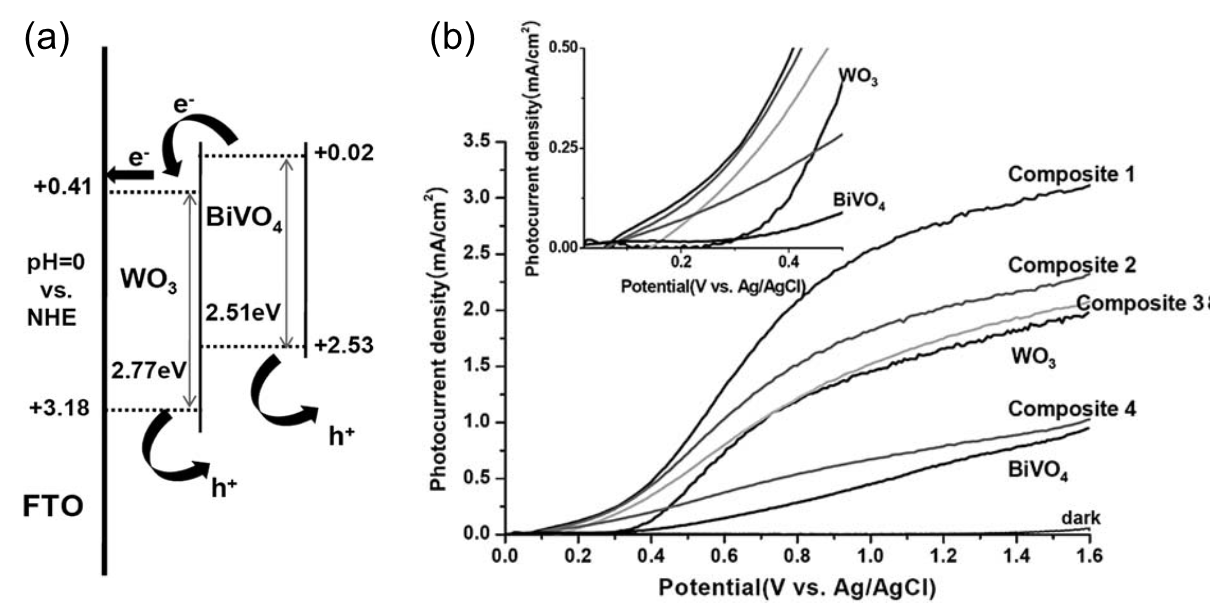 (a)
e-
e-
+0.02
+0.41
BiVO4
pH=0
vs.
NHE
WO3
2.51eV
+2.53
2.77eV
+3.18
h+
h+
FTO
(b)
Photocurrent density(mA/cm2)
0.50
0.25
0.00
0.2
0.4
WO3
BiVO4
Potential(V vs. Ag/AgCl)
Photocurrent density(mA/cm2)
3.5
3.0
2.5
2.0
1.5
1.0
0.5
0.0
Composite 1
Composite 2
Composite 3
WO3
Composite 4
BiVO4
dark
0.0
0.2
0.4
0.6
0.8
1.0
1.2
1.4
1.6
Potential(V vs. Ag/AgCl)